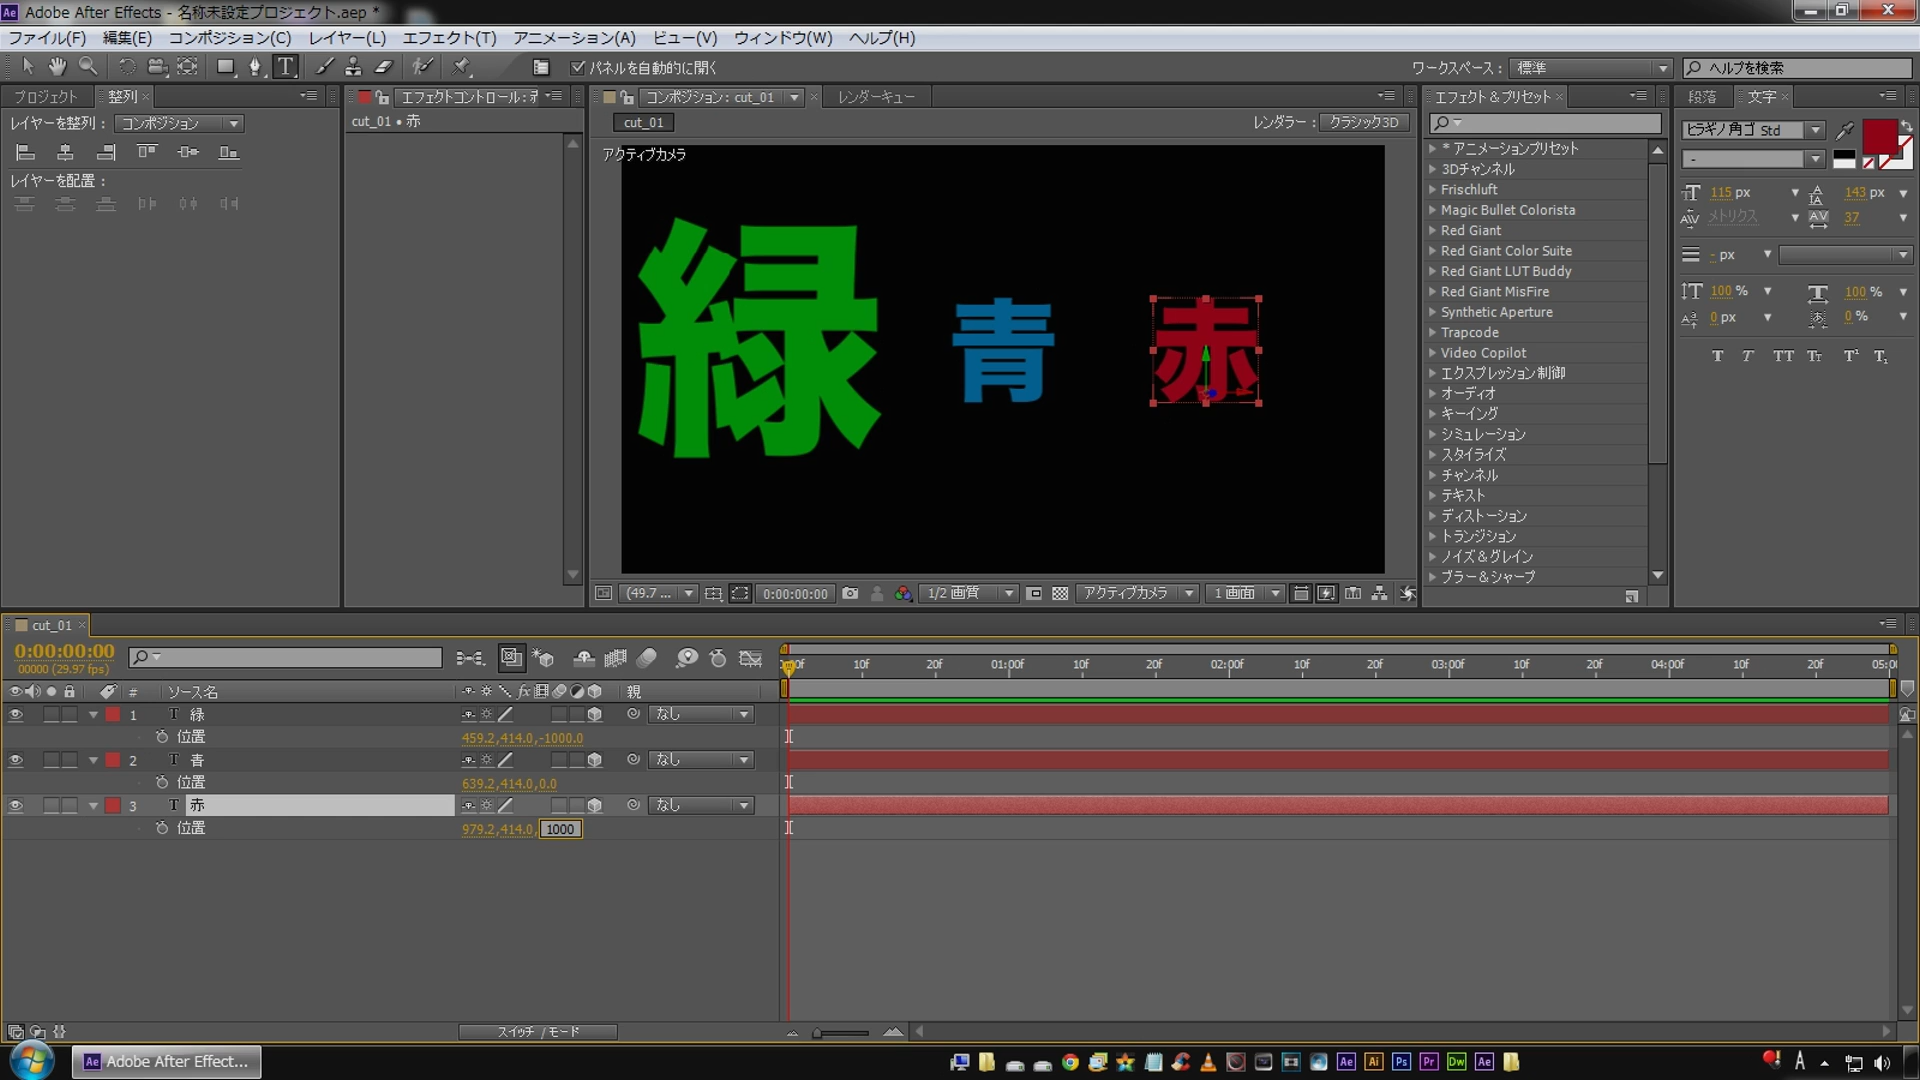 Adobe After Effects - 名称未設定プロジェクト.aep *
ファイル(F) 編集(E) コンポジション(C) レイヤー(L) エフェクト(T) アニメーション(A) ビュー(V) ウィンドウ(W) ヘルプ(H)
パネルを自動的に開く
ワークスペース： 標準
ヘルプを検索
プロジェクト 整列
レイヤーを整列： コンポジション
レイヤーを配置：
エフェクトコントロール：
cut_01 • 赤
コンポジション：cut_01 レンダーキュー
cut_01
レンダラー： クラシック3D
アクティブカメラ
緑 青 赤
(49.7 ... 0:00:00:00 1/2 画質 アクティブカメラ 1 画面
エフェクト＆プリセット
* アニメーションプリセット
3Dチャンネル
Frischluft
Magic Bullet Colorista
Red Giant
Red Giant Color Suite
Red Giant LUT Buddy
Red Giant MisFire
Synthetic Aperture
Trapcode
Video Copilot
エクスプレッション制御
オーディオ
キーイング
シミュレーション
スタイライズ
チャンネル
テキスト
ディストーション
トランジション
ノイズ＆グレイン
ブラー＆シャープ
段落 文字
ヒラギノ角ゴ Std
-
115 px 143 px
メトリクス 37
- px
100 % 100 %
0 px 0 %
T T TT Tt T¹ T₁
cut_01
0:00:00:00
00000 (29.97 fps)
10f 20f 01:00f 10f 20f 02:00f 10f 20f 03:00f 10f 20f 04:00f 10f 20f
# ソース名 親
1 T 緑 なし
位置 459.2,414.0,-1000.0
2 T 青 なし
位置 639.2,414.0,0.0
3 T 赤 なし
位置 979.2,414.0, 1000
スイッチ / モード
Ae Adobe After Effect...
Ae Ai Ps Pr Dw Ae
A